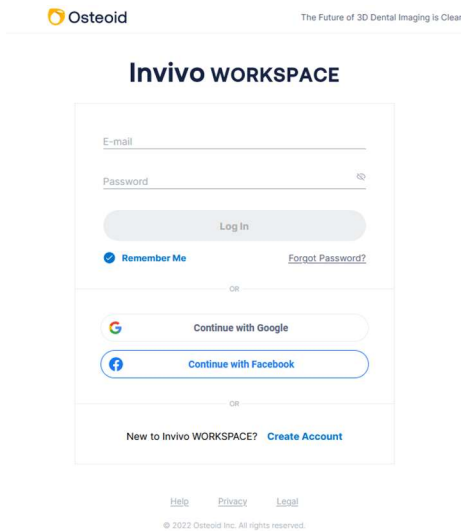 Osteoid
The Future of 3D Dental Imaging is Clear
Invivo WORKSPACE
E-mail
Password
Log In
Remember Me
Forgot Password?
OR
Continue with Google
Continue with Facebook
OR
New to Invivo WORKSPACE? Create Account
Help Privacy Legal
© 2022 Osteoid Inc. All rights reserved.